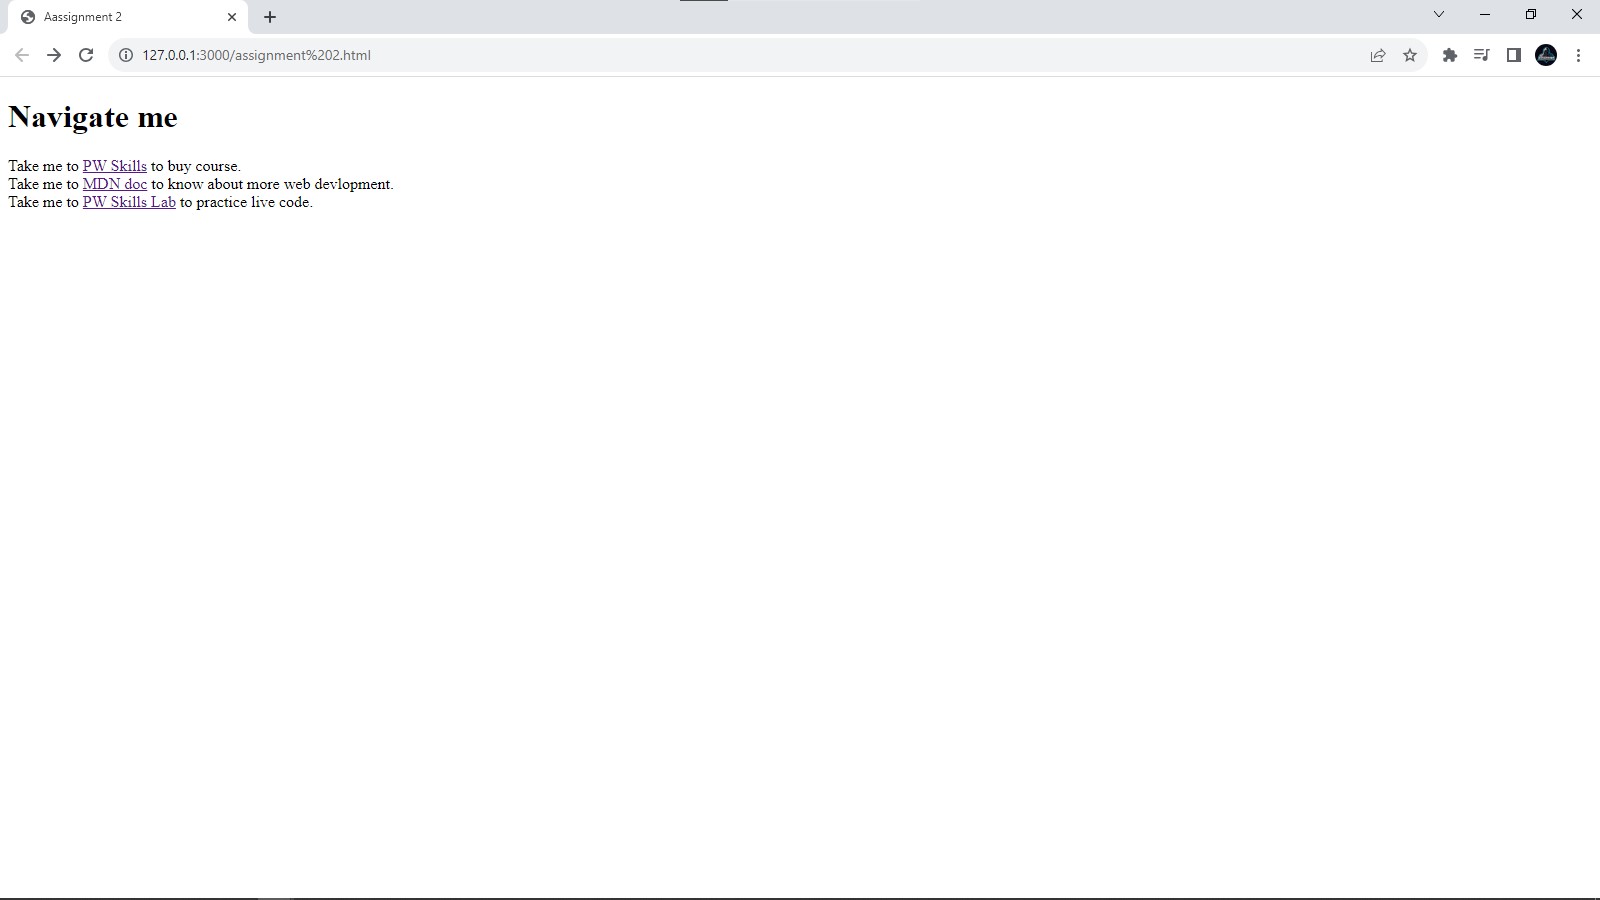 Aassignment 2
127.0.0.1:3000/assignment%202.html
Navigate me
Take me to PW Skills to buy course.
Take me to MDN doc to know about more web devlopment.
Take me to PW Skills Lab to practice live code.